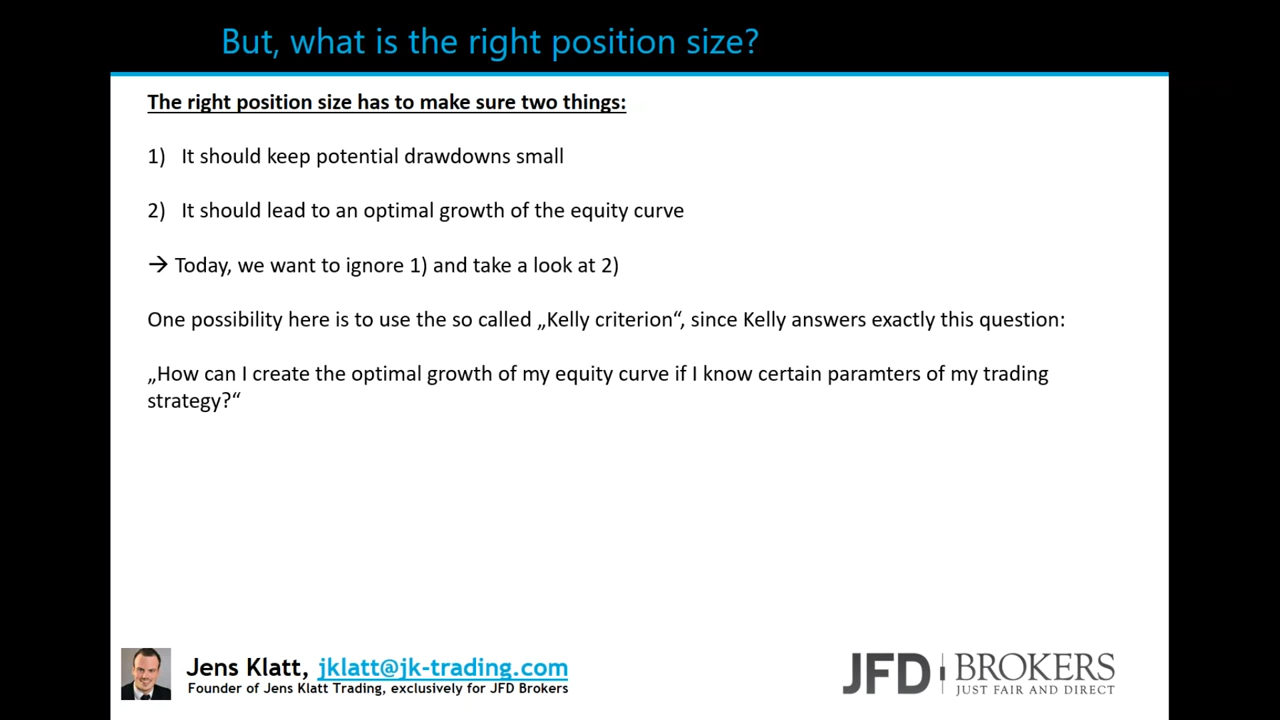 But, what is the right position size?
The right position size has to make sure two things:
1) It should keep potential drawdowns small
2) It should lead to an optimal growth of the equity curve
→ Today, we want to ignore 1) and take a look at 2)
One possibility here is to use the so called „Kelly criterion“, since Kelly answers exactly this question:
„How can I create the optimal growth of my equity curve if I know certain paramters of my trading
strategy?“
Jens Klatt, jklatt@jk-trading.com
Founder of Jens Klatt Trading, exclusively for JFD Brokers
JFD BROKERS
JUST FAIR AND DIRECT